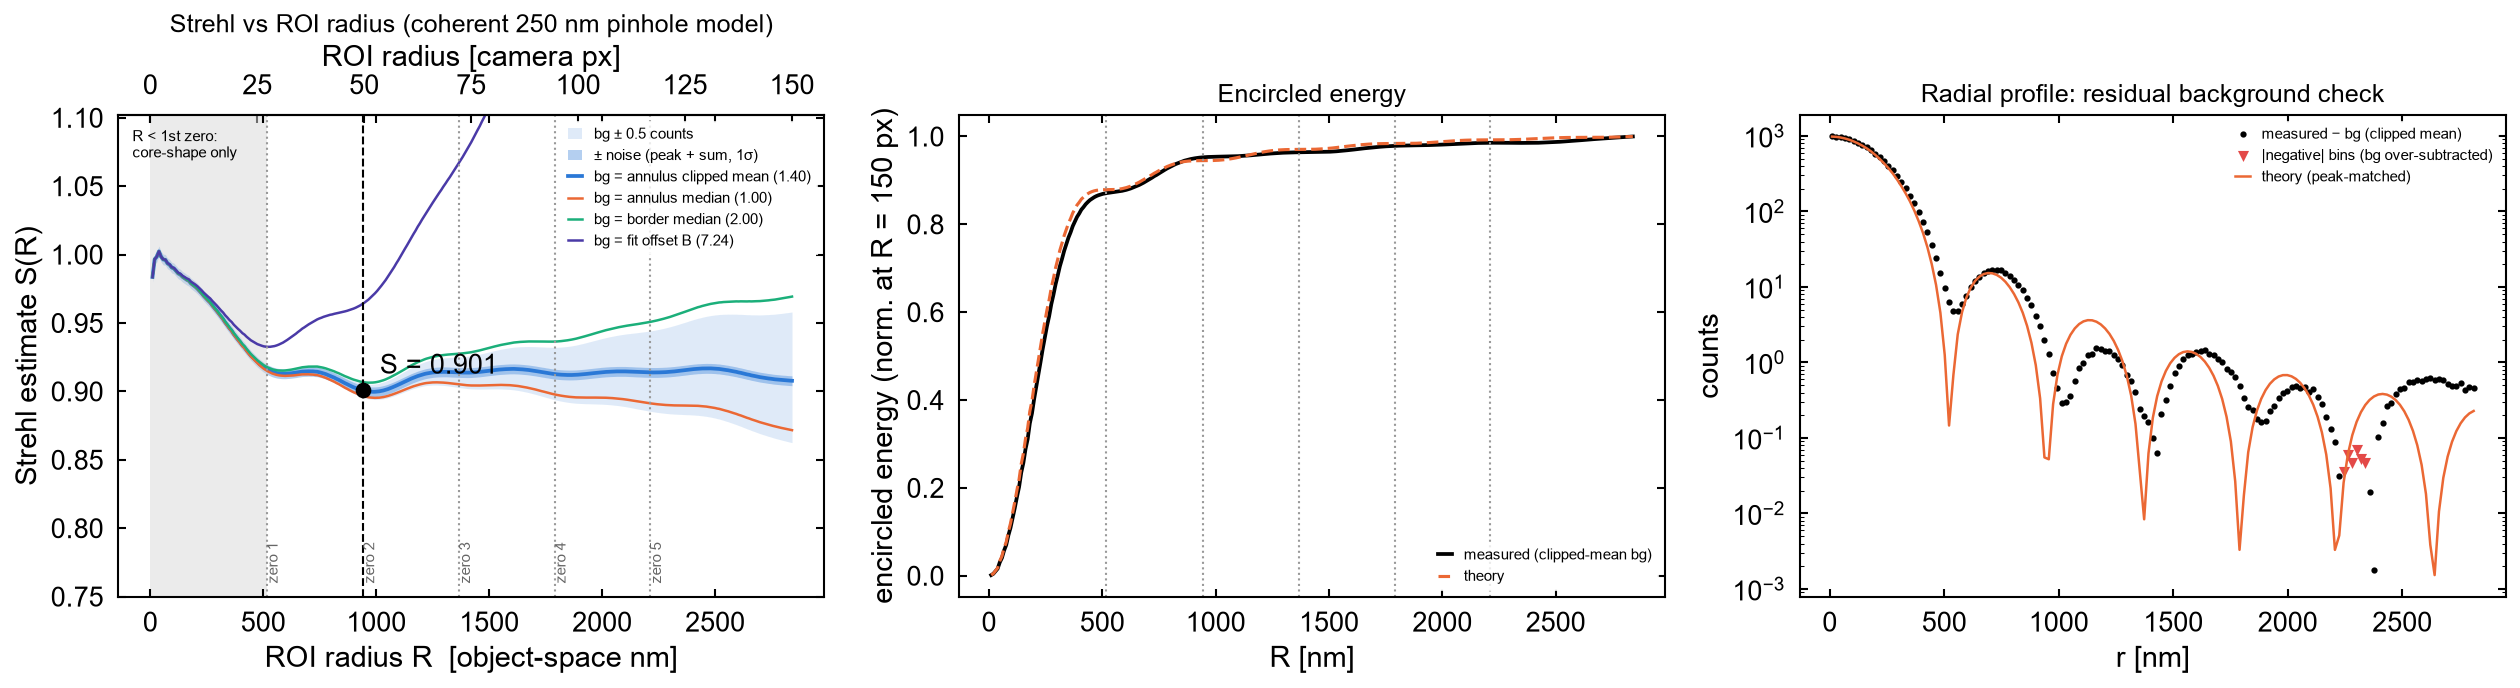 Strehl vs ROI radius (coherent 250 nm pinhole model)
ROI radius [camera px]
0 25 50 75 100 125 150
1.10
1.05
1.00
0.95
0.90
0.85
0.80
0.75
Strehl estimate S(R)
R < 1st zero:
core-shape only
bg ± 0.5 counts
± noise (peak + sum, 1σ)
bg = annulus clipped mean (1.40)
bg = annulus median (1.00)
bg = border median (2.00)
bg = fit offset B (7.24)
S = 0.901
zero 1
zero 2
zero 3
zero 4
zero 5
0 500 1000 1500 2000 2500
ROI radius R [object-space nm]
Encircled energy
1.0
0.8
0.6
0.4
0.2
0.0
encircled energy (norm. at R = 150 px)
measured (clipped-mean bg)
theory
0 500 1000 1500 2000 2500
R [nm]
Radial profile: residual background check
10³
10²
10¹
10⁰
10⁻¹
10⁻²
10⁻³
counts
measured − bg (clipped mean)
|negative| bins (bg over-subtracted)
theory (peak-matched)
0 500 1000 1500 2000 2500
r [nm]